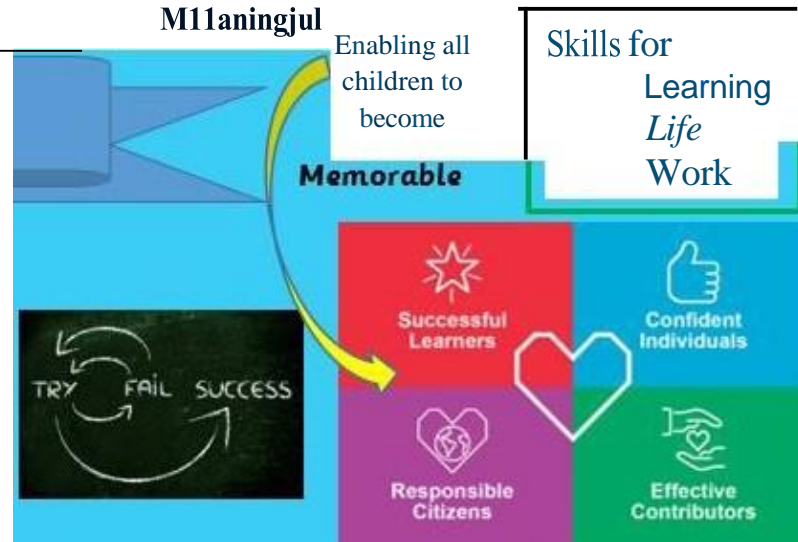 M11aningjul
Enabling all
children to
become
Skills for
Learning
Life
Work
Memorable
Successful
Learners
Confident
Individuals
TRY FAIL SUCCESS
Responsible
Citizens
Effective
Contributors